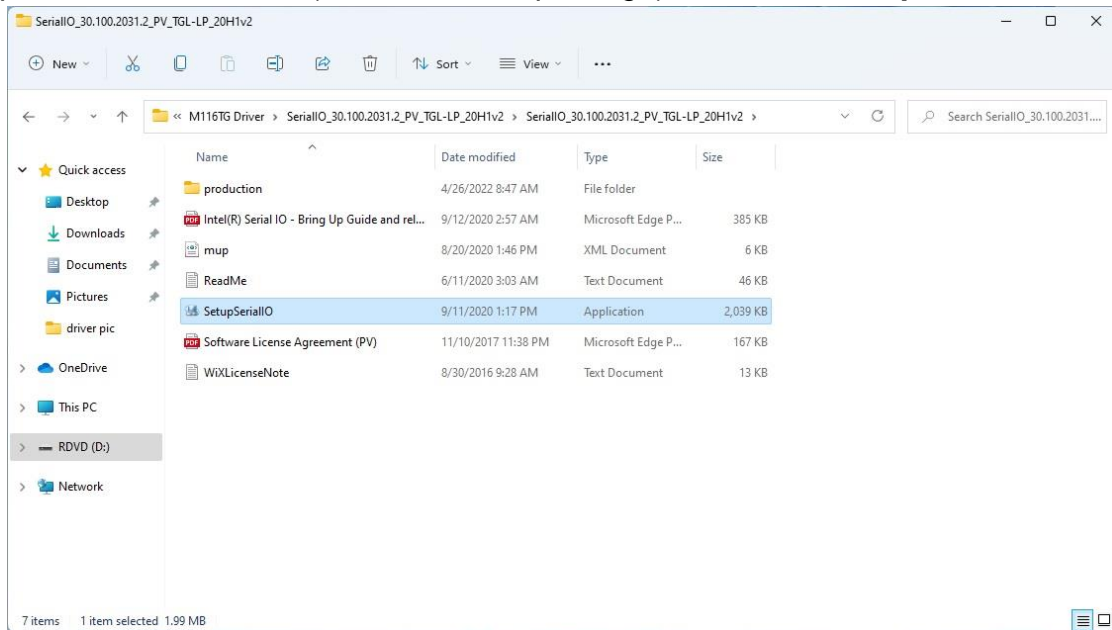 SerialIO_30.100.2031.2_PV_TGL-LP_20H1v2
New Sort View
« M116TG Driver > SerialIO_30.100.2031.2_PV_TGL-LP_20H1v2 > SerialIO_30.100.2031.2_PV_TGL-LP_20H1v2 > Search SerialIO_30.100.2031....
Name Date modified Type Size
Quick access
Desktop
Downloads
Documents
Pictures
driver pic
OneDrive
This PC
RDVD (D:)
Network
production 4/26/2022 8:47 AM File folder
PDF Intel(R) Serial IO - Bring Up Guide and rel... 9/12/2020 2:57 AM Microsoft Edge P... 385 KB
mup 8/20/2020 1:46 PM XML Document 6 KB
ReadMe 6/11/2020 3:03 AM Text Document 46 KB
SetupSerialIO 9/11/2020 1:17 PM Application 2,039 KB
PDF Software License Agreement (PV) 11/10/2017 11:38 PM Microsoft Edge P... 167 KB
WiXLicenseNote 8/30/2016 9:28 AM Text Document 13 KB
7 items 1 item selected 1.99 MB